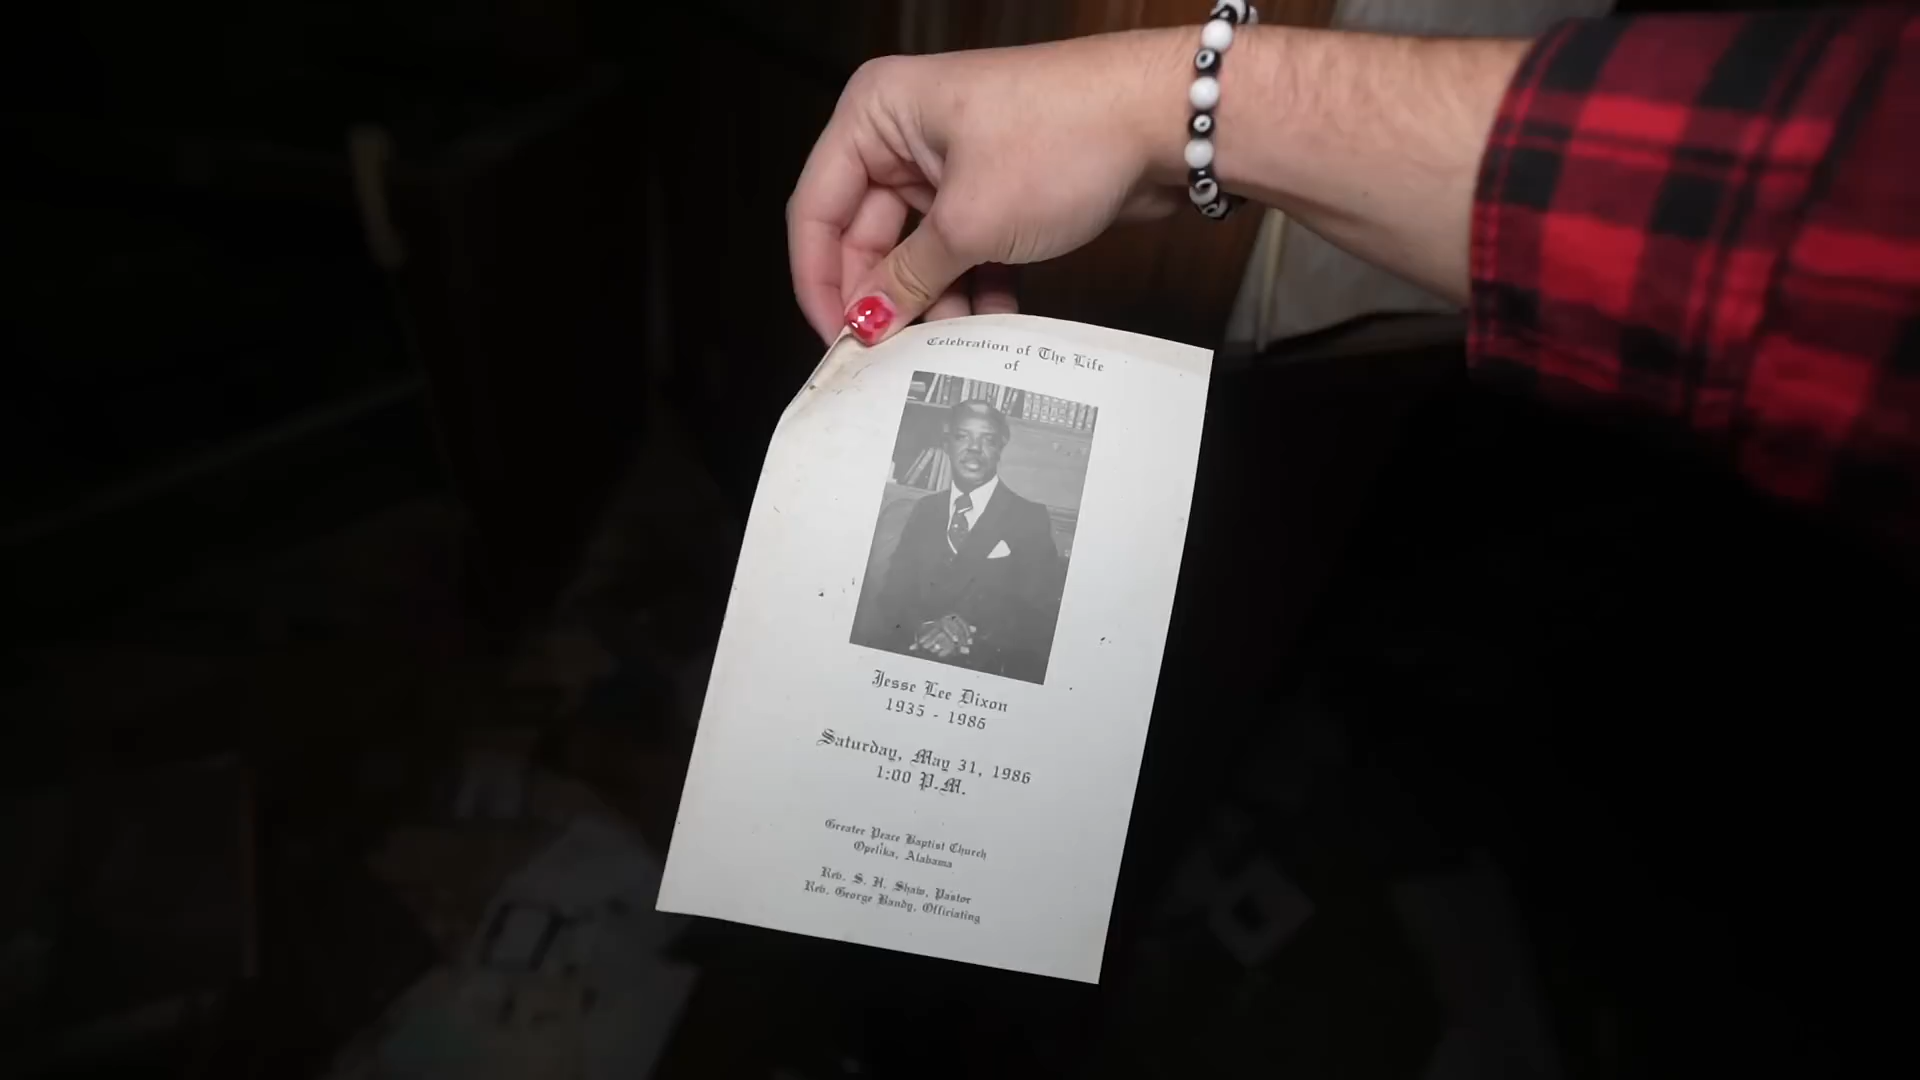 Celebration of The Life
of
Jesse Lee Dixon
1935 - 1986
Saturday, May 31, 1986
1:00 P.M.
Greater Peace Baptist Church
Opelika, Alabama
Rev. S. H. Shaw, Pastor
Rev. George Bandy, Officiating